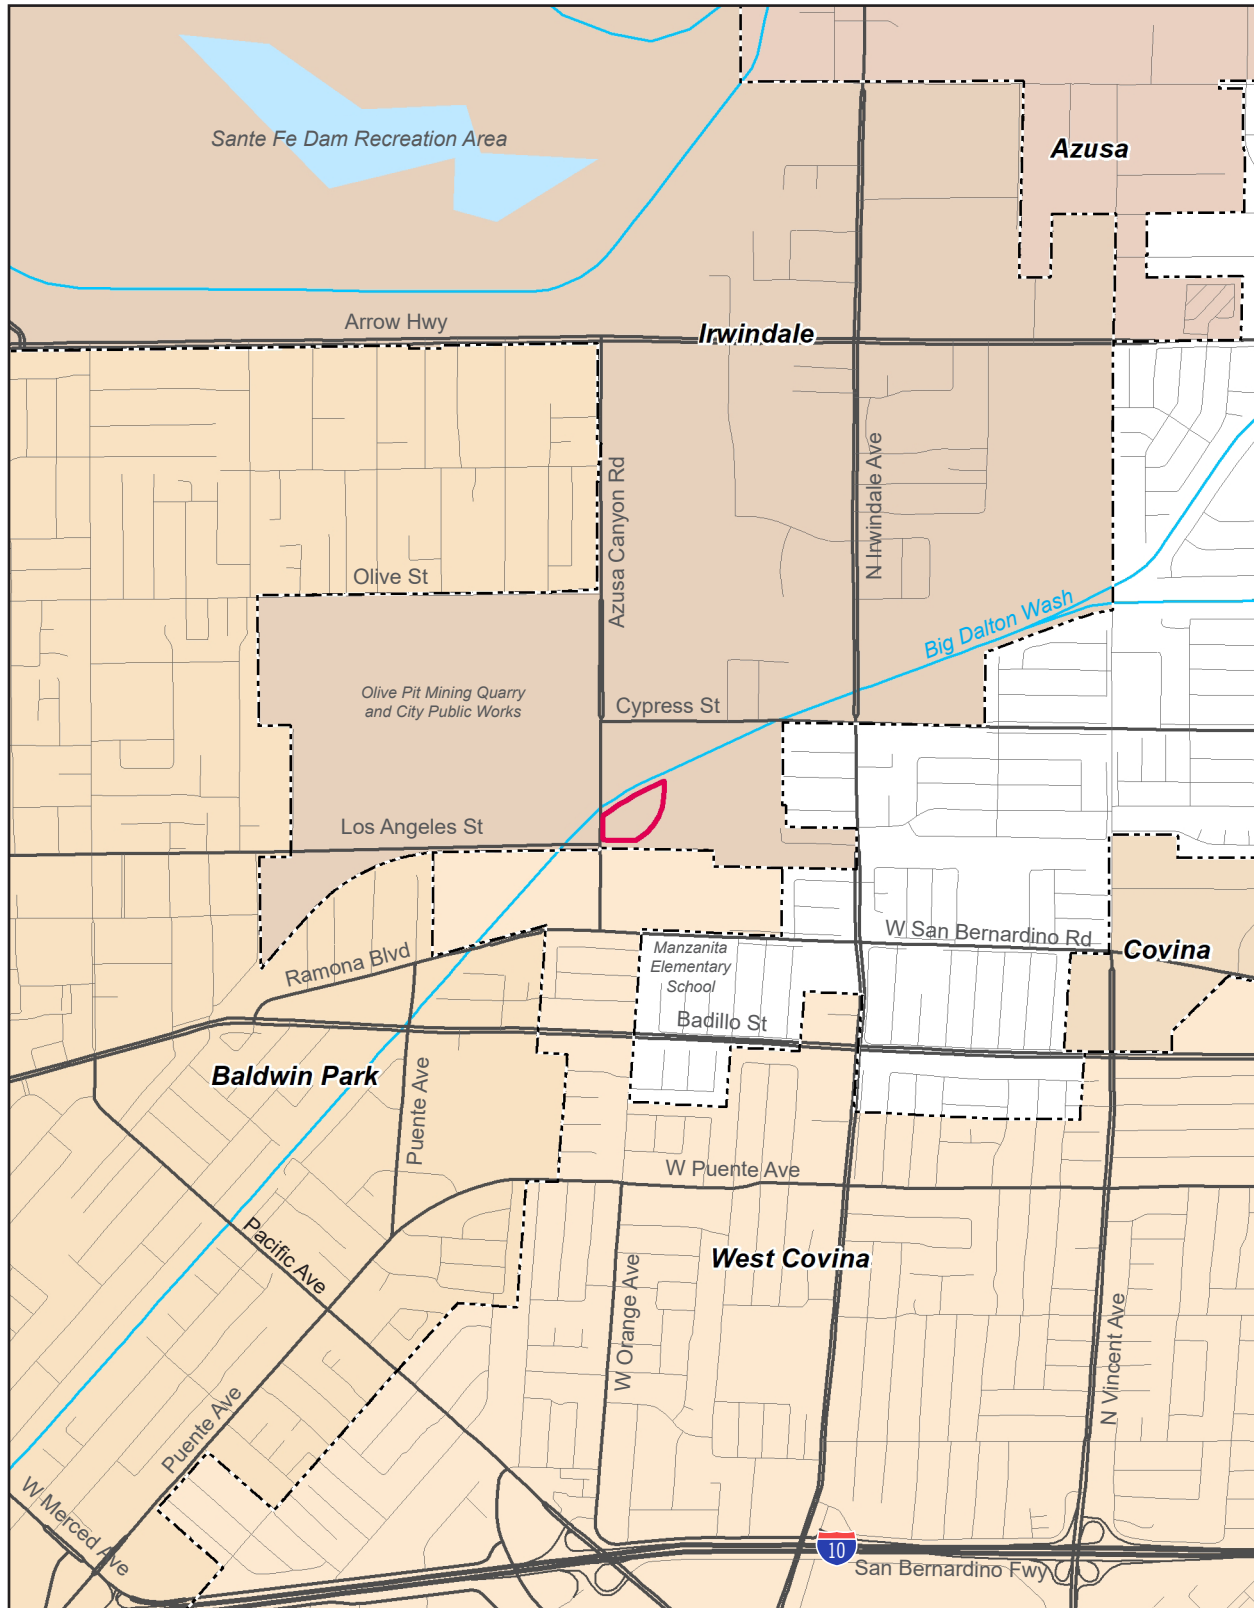 Sante Fe Dam Recreation Area
Azusa
Arrow Hwy
Irwindale
Azusa Canyon Rd
N Irwindale Ave
Olive St
Big Dalton Wash
Olive Pit Mining Quarry
and City Public Works
Cypress St
Los Angeles St
W San Bernardino Rd
Manzanita
Elementary
School
Covina
Ramona Blvd
Badillo St
Baldwin Park
Puente Ave
W Puente Ave
Pacific Ave
West Covina
W Orange Ave
N Vincent Ave
Puente Ave
W Merced Ave
10
San Bernardino Fwy